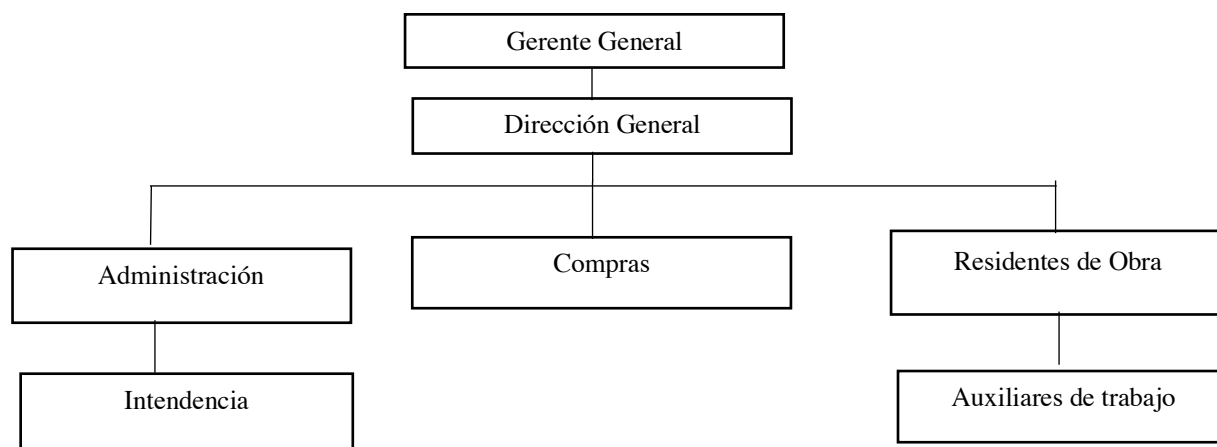 Gerente General
Dirección General
Administración
Compras
Residentes de Obra
Intendencia
Auxiliares de trabajo